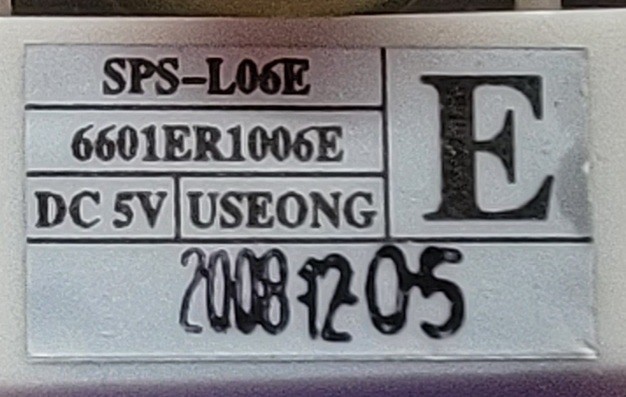 SPS-L06E
E
6601ER1006E
DC 5V USEONG
2008 12 05